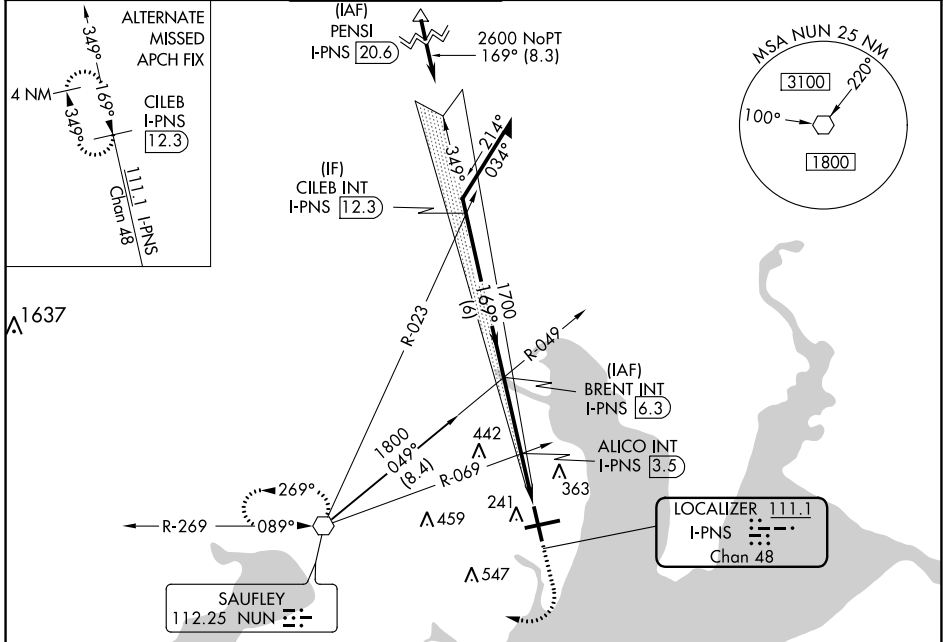 ALTERNATE
MISSED
APCH FIX
349°
169°
4 NM
349°
CILEB
I-PNS
12.3
111.1 I-PNS
Chan 48
(IAF)
PENSI
I-PNS 20.6
2600 NoPT
169° (8.3)
MSA NUN 25 NM
3100
220°
100°
1800
349°
214°
034°
(IF)
CILEB INT
I-PNS 12.3
1637
R-023
1700
169°
(6)
R-049
(IAF)
BRENT INT
I-PNS 6.3
1800
049°
(8.4)
442
R-069
ALICO INT
I-PNS 3.5
363
269°
R-269
089°
459
241
LOCALIZER 111.1
I-PNS
Chan 48
547
SAUFLEY
112.25 NUN